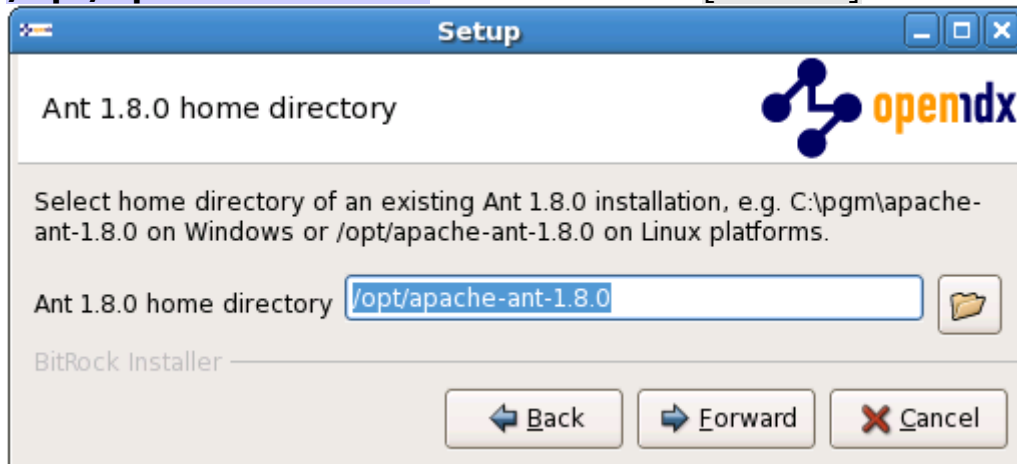 Setup
Ant 1.8.0 home directory
openmdx
Select home directory of an existing Ant 1.8.0 installation, e.g. C:\pgm\apache-
ant-1.8.0 on Windows or /opt/apache-ant-1.8.0 on Linux platforms.
Ant 1.8.0 home directory /opt/apache-ant-1.8.0
BitRock Installer
Back Forward Cancel